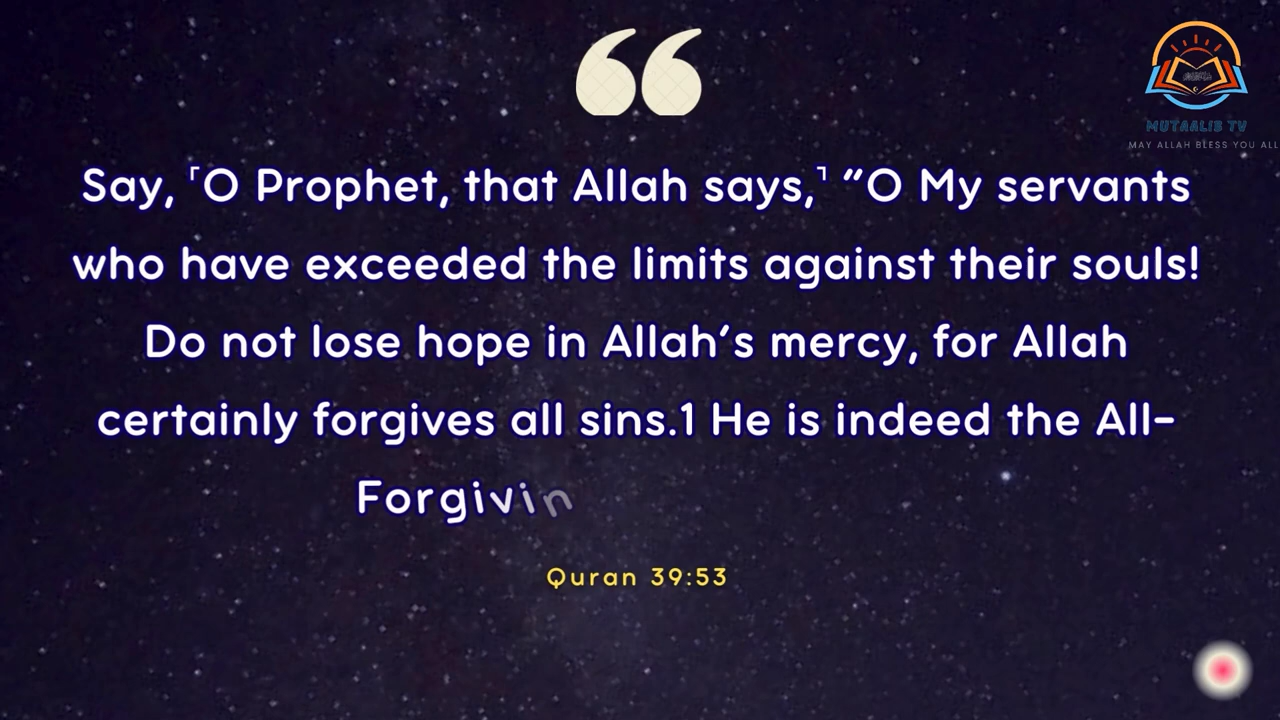 MUTAALIB TV
MAY ALLAH BLESS YOU ALL
Say, ⸢O Prophet, that Allah says,⸣ “O My servants
who have exceeded the limits against their souls!
Do not lose hope in Allah’s mercy, for Allah
certainly forgives all sins.1 He is indeed the All-
Forgivin
Quran 39:53